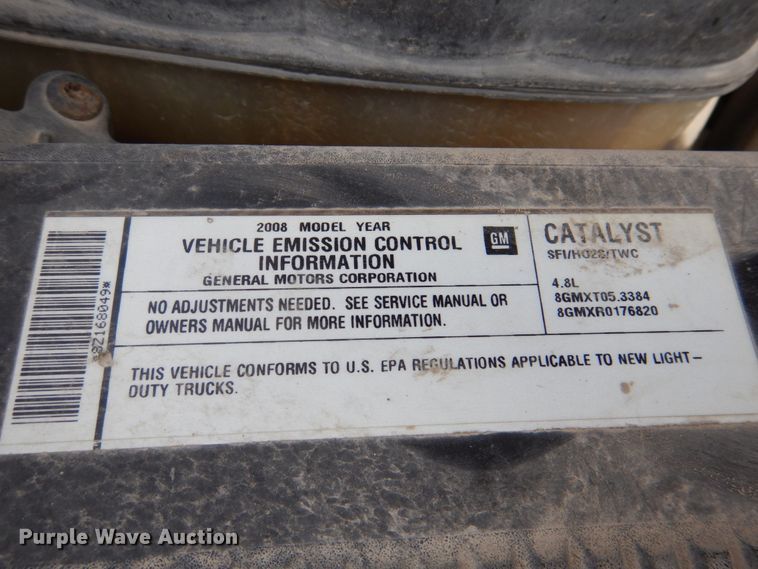 2008 MODEL YEAR
VEHICLE EMISSION CONTROL
INFORMATION
GENERAL MOTORS CORPORATION
GM
NO ADJUSTMENTS NEEDED. SEE SERVICE MANUAL OR
OWNERS MANUAL FOR MORE INFORMATION.
CATALYST
SFI/HO2S/TWC
4.8L
8GMXT05.3384
8GMXR0176820
THIS VEHICLE CONFORMS TO U.S. EPA REGULATIONS APPLICABLE TO NEW LIGHT-
DUTY TRUCKS.
8Z168049*
Purple Wave Auction